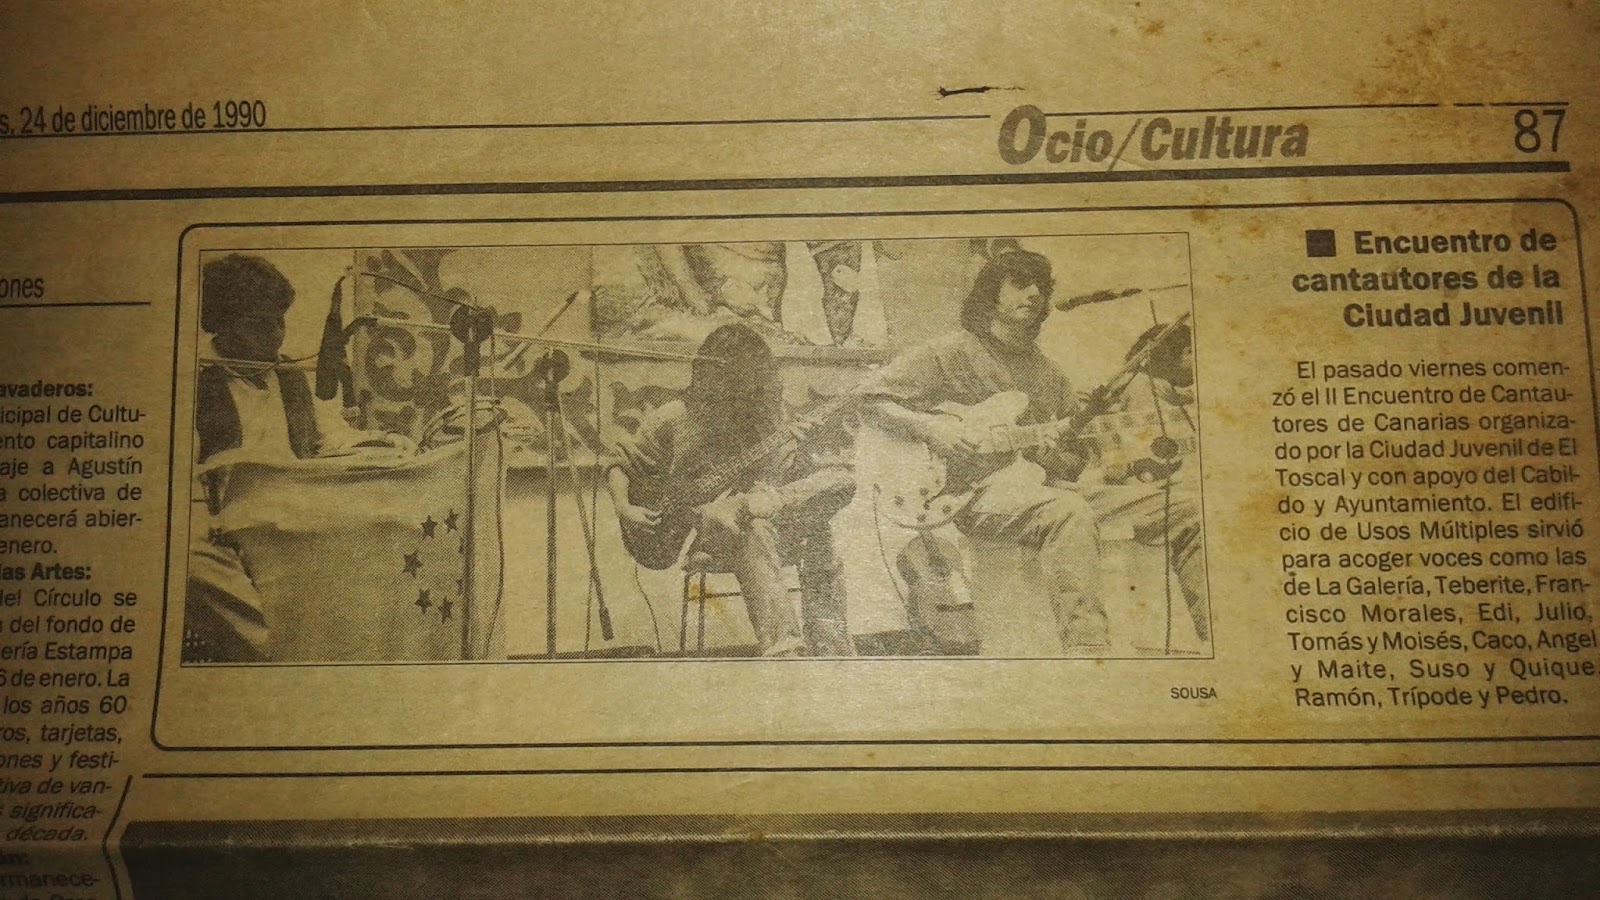 s, 24 de diciembre de 1990
Ocio/Cultura
87
ones
avaderos:
icipal de Cultu-
ento capitalino
aje a Agustín
a colectiva de
anecerá abier-
enero.
las Artes:
del Círculo se
n del fondo de
ería Estampa
6 de enero. La
los años 60
ros, tarjetas,
ones y festi-
tiva de van-
s significa-
década.
rmanece-
SOUSA
■ Encuentro de
cantautores de la
Ciudad Juvenil
El pasado viernes comen-
zó el II Encuentro de Cantau-
tores de Canarias organiza-
do por la Ciudad Juvenil de El
Toscal y con apoyo del Cabil-
do y Ayuntamiento. El edifi-
cio de Usos Múltiples sirvió
para acoger voces como las
de La Galería, Teberite, Fran-
cisco Morales, Edi, Julio,
Tomás y Moisés, Caco, Angel
y Maite, Suso y Quique,
Ramón, Trípode y Pedro.